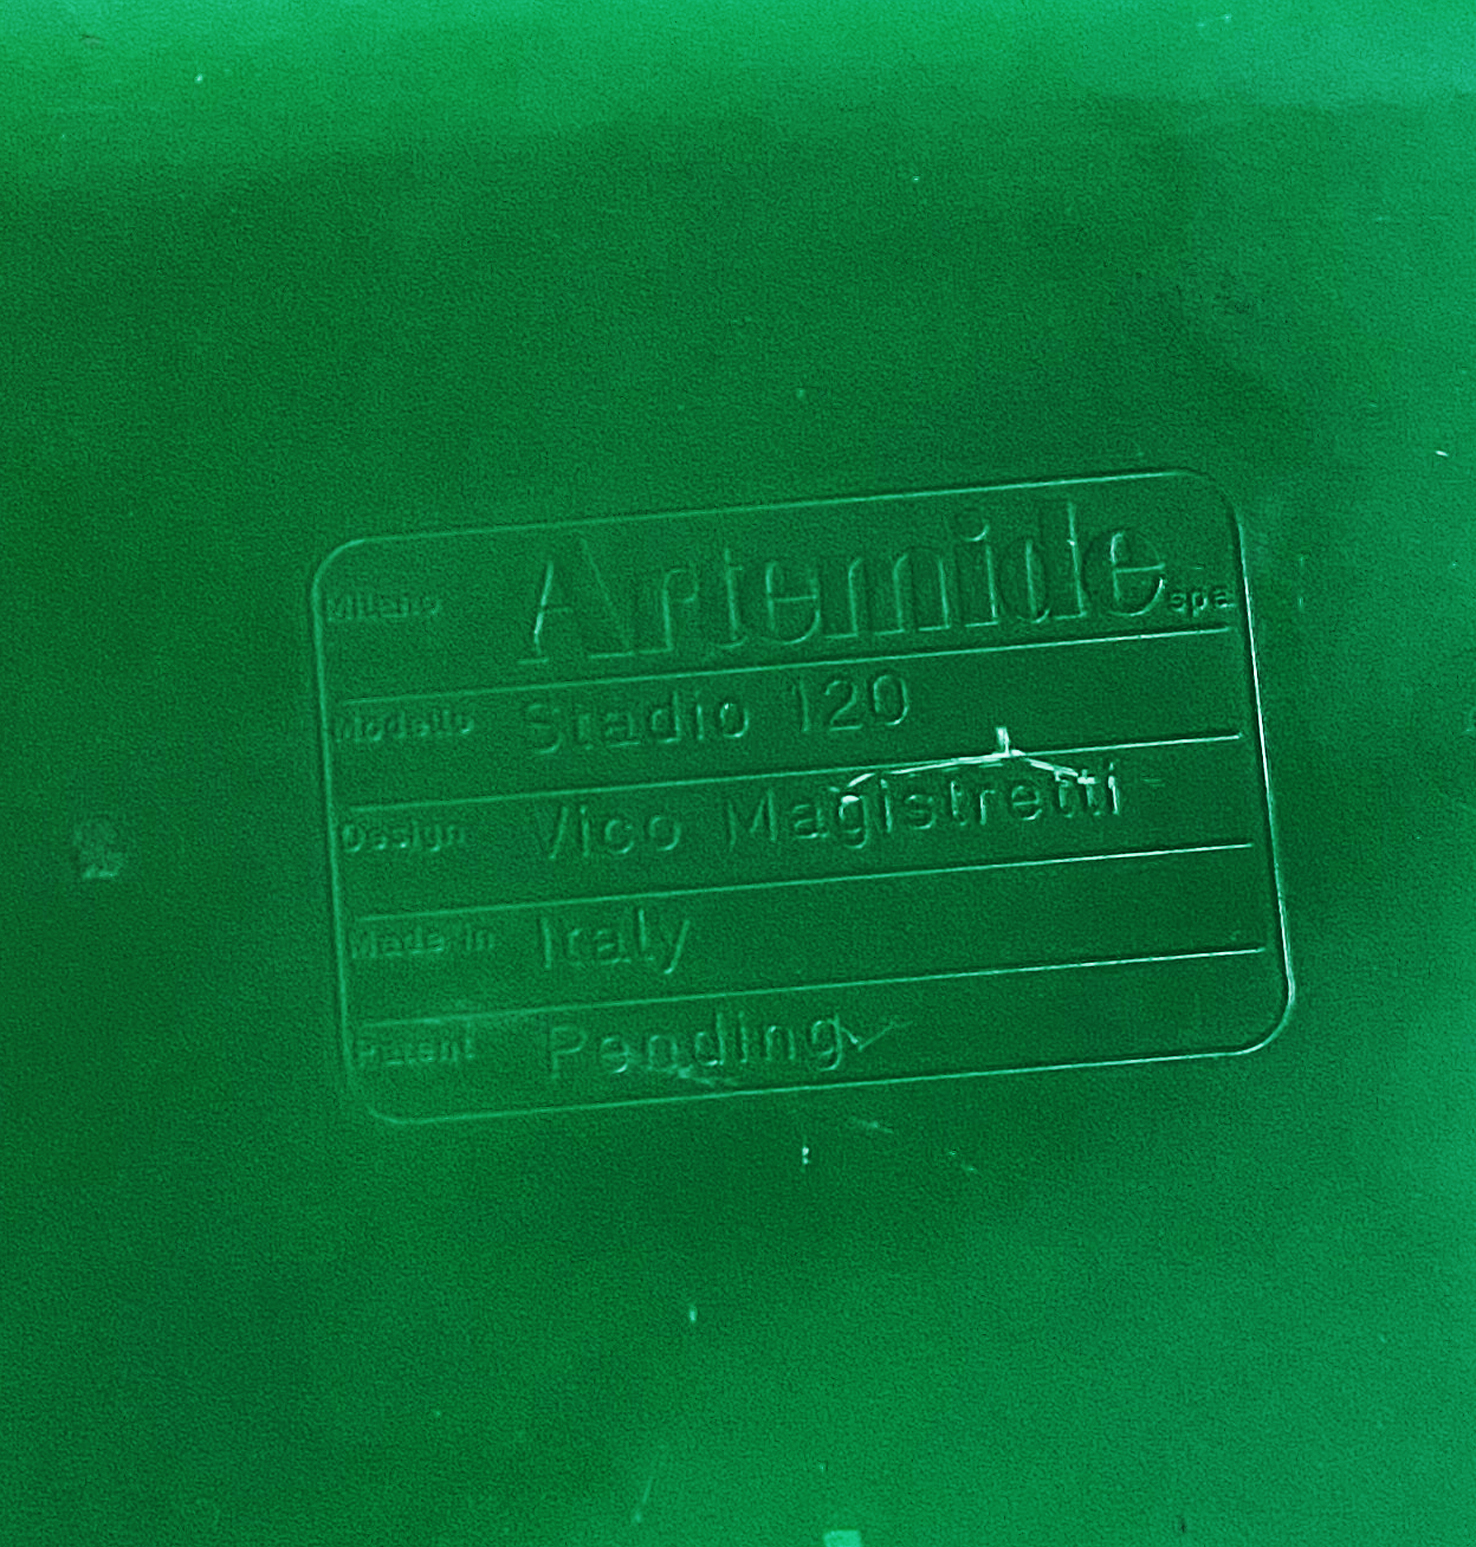 Milano Artemide spa
Modello Stadio 120
Design Vico Magistretti
Made in Italy
Patent Pending